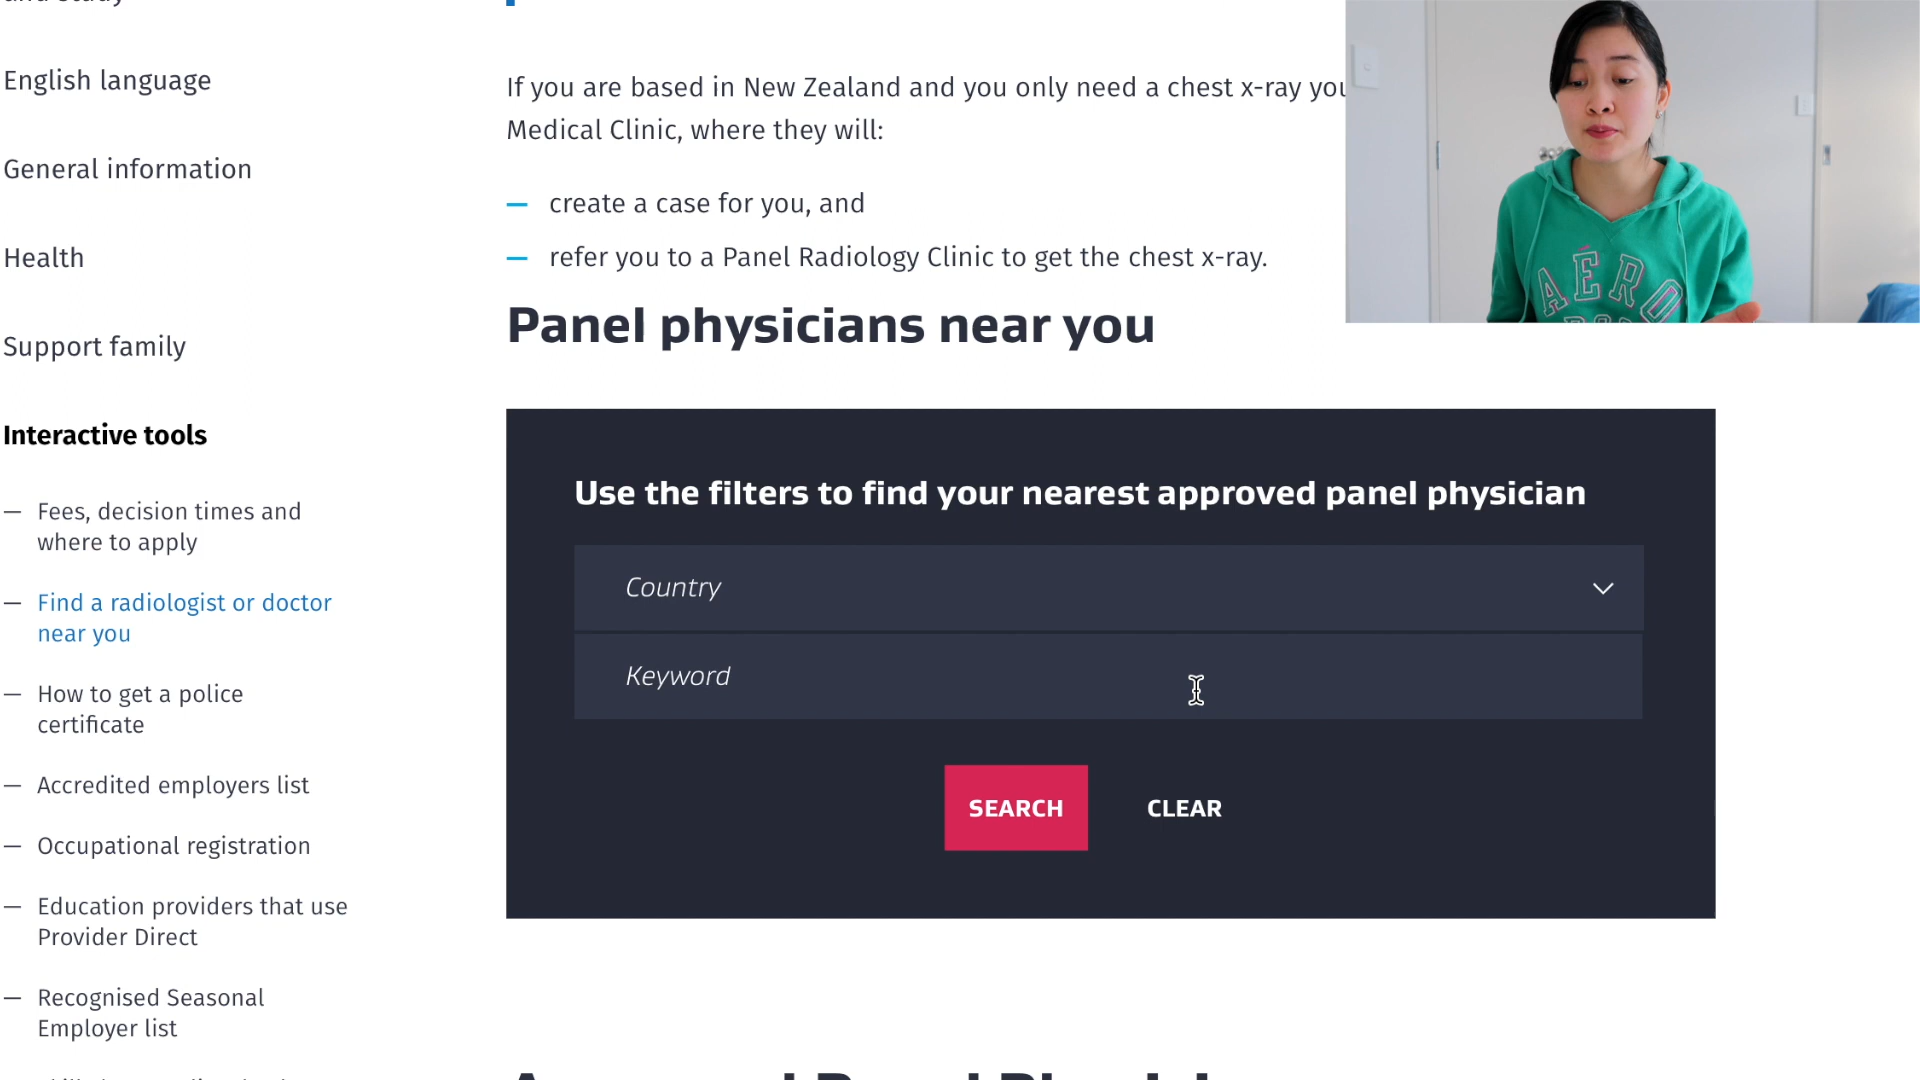 English language
General information
Health
Support family
Interactive tools
— Fees, decision times and
where to apply
— Find a radiologist or doctor
near you
— How to get a police
certificate
— Accredited employers list
— Occupational registration
— Education providers that use
Provider Direct
— Recognised Seasonal
Employer list
If you are based in New Zealand and you only need a chest x-ray you
Medical Clinic, where they will:
— create a case for you, and
— refer you to a Panel Radiology Clinic to get the chest x-ray.
Panel physicians near you
Use the filters to find your nearest approved panel physician
Country
Keyword
SEARCH CLEAR
AÉRO